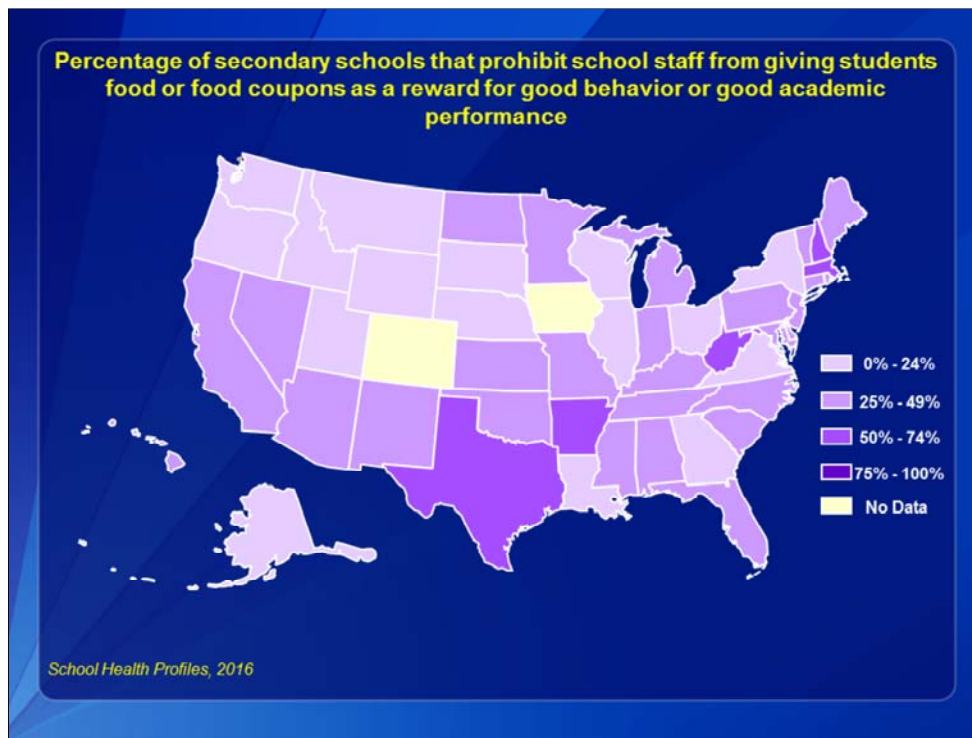 Percentage of secondary schools that prohibit school staff from giving students
food or food coupons as a reward for good behavior or good academic
performance
0% - 24%
25% - 49%
50% - 74%
75% - 100%
No Data
School Health Profiles, 2016